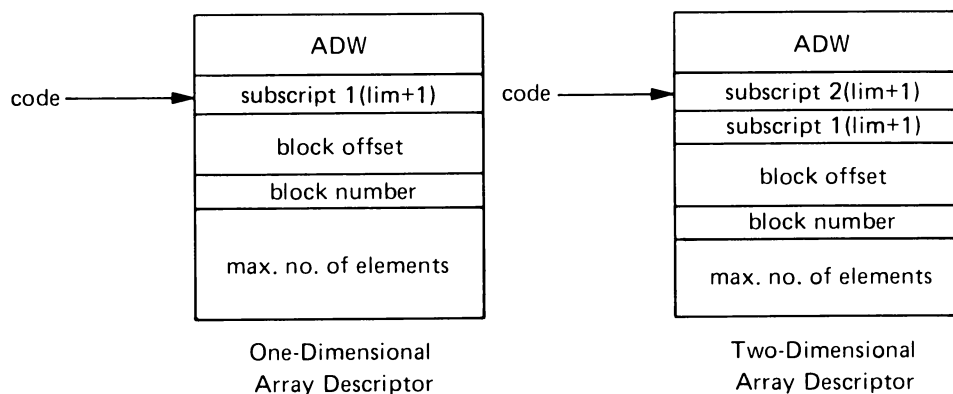 ADW
code
subscript 1(lim+1)
block offset
block number
max. no. of elements
One-Dimensional
Array Descriptor
ADW
code
subscript 2(lim+1)
subscript 1(lim+1)
block offset
block number
max. no. of elements
Two-Dimensional
Array Descriptor